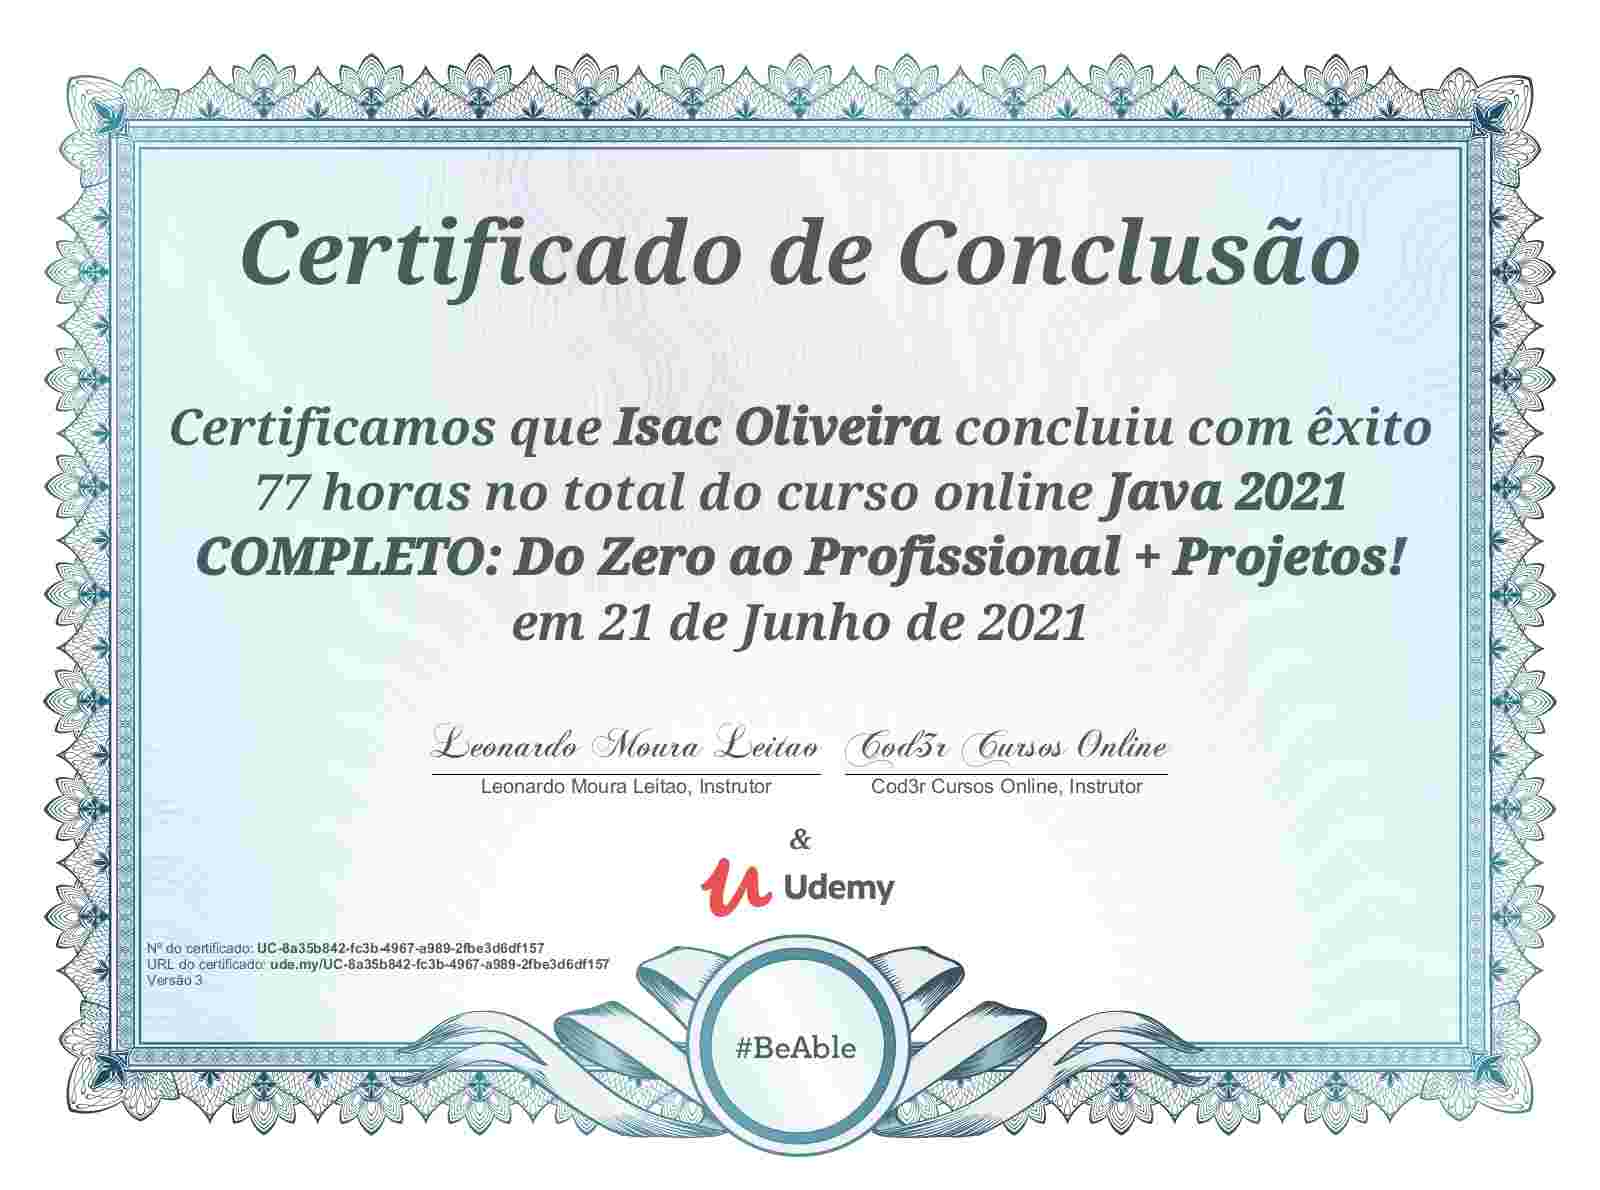 Certificado de Conclusão
Certificamos que Isac Oliveira concluiu com êxito
77 horas no total do curso online Java 2021
COMPLETO: Do Zero ao Profissional + Projetos!
em 21 de Junho de 2021
Leonardo Moura Leitao Cod3r Cursos Online
Leonardo Moura Leitao, Instrutor Cod3r Cursos Online, Instrutor
&
Udemy
Nº do certificado: UC-8a35b842-fc3b-4967-a989-2fbe3d6df157
URL do certificado: ude.my/UC-8a35b842-fc3b-4967-a989-2fbe3d6df157
Versão 3
#BeAble